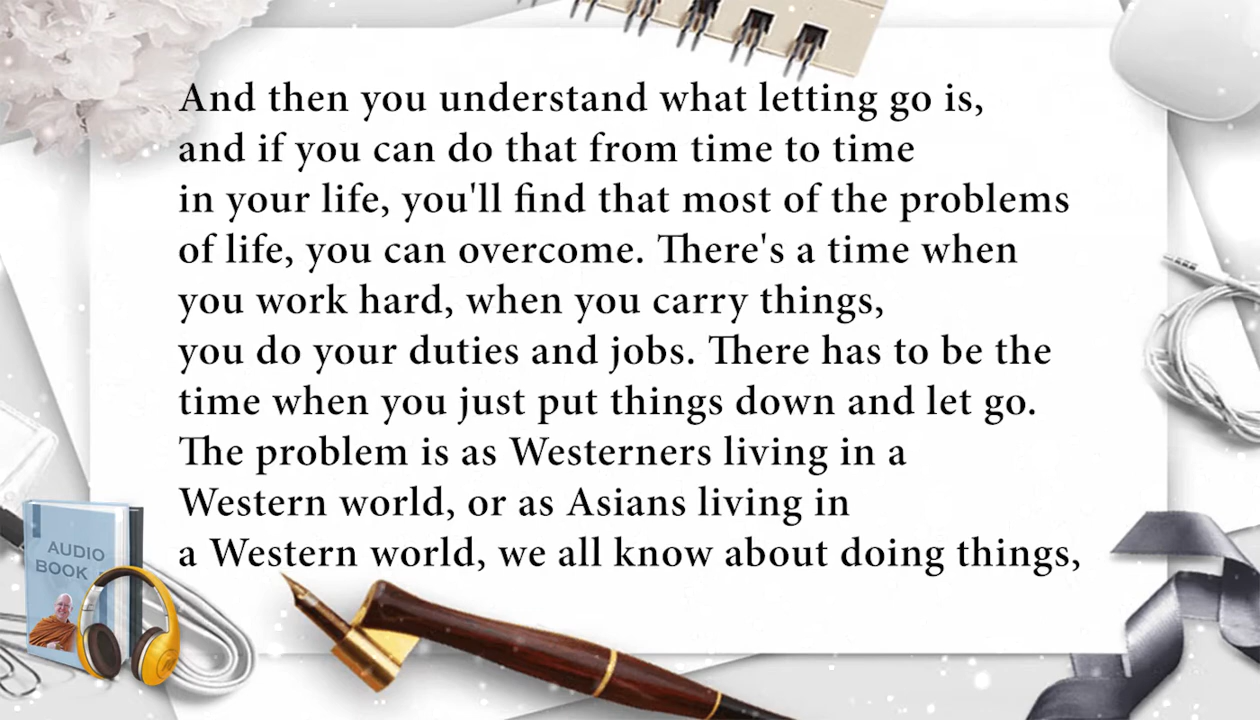 And then you understand what letting go is,
and if you can do that from time to time
in your life, you'll find that most of the problems
of life, you can overcome. There's a time when
you work hard, when you carry things,
you do your duties and jobs. There has to be the
time when you just put things down and let go.
The problem is as Westerners living in a
Western world, or as Asians living in
a Western world, we all know about doing things,
AUDIO
BOOK